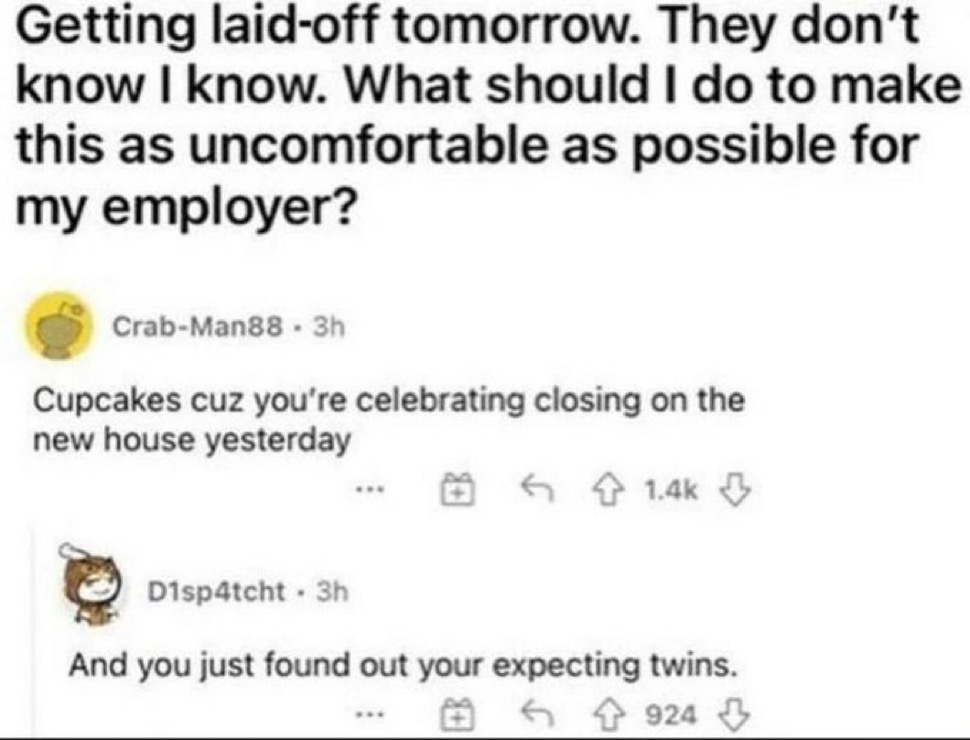 Getting laid-off tomorrow. They don't
know I know. What should I do to make
this as uncomfortable as possible for
my employer?
Crab-Man88 • 3h
Cupcakes cuz you're celebrating closing on the
new house yesterday
... 1.4k
D1sp4tcht • 3h
And you just found out your expecting twins.
... 924